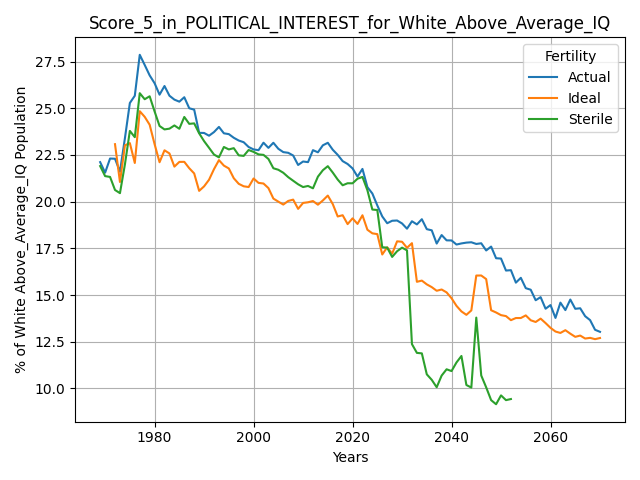 Score_5_in_POLITICAL_INTEREST_for_White_Above_Average_IQ
Fertility
Actual
Ideal
Sterile
% of White Above_Average_IQ Population
27.5
25.0
22.5
20.0
17.5
15.0
12.5
10.0
1980 2000 2020 2040 2060
Years